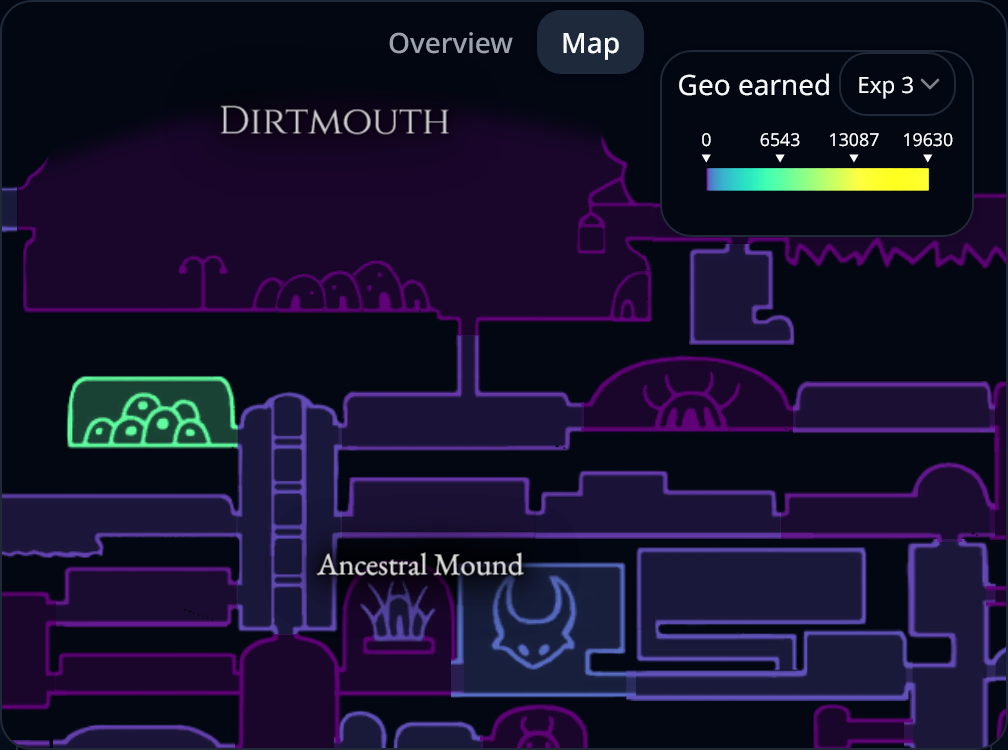 Overview Map
Geo earned Exp 3
0 6543 13087 19630
Dirtmouth
Ancestral Mound